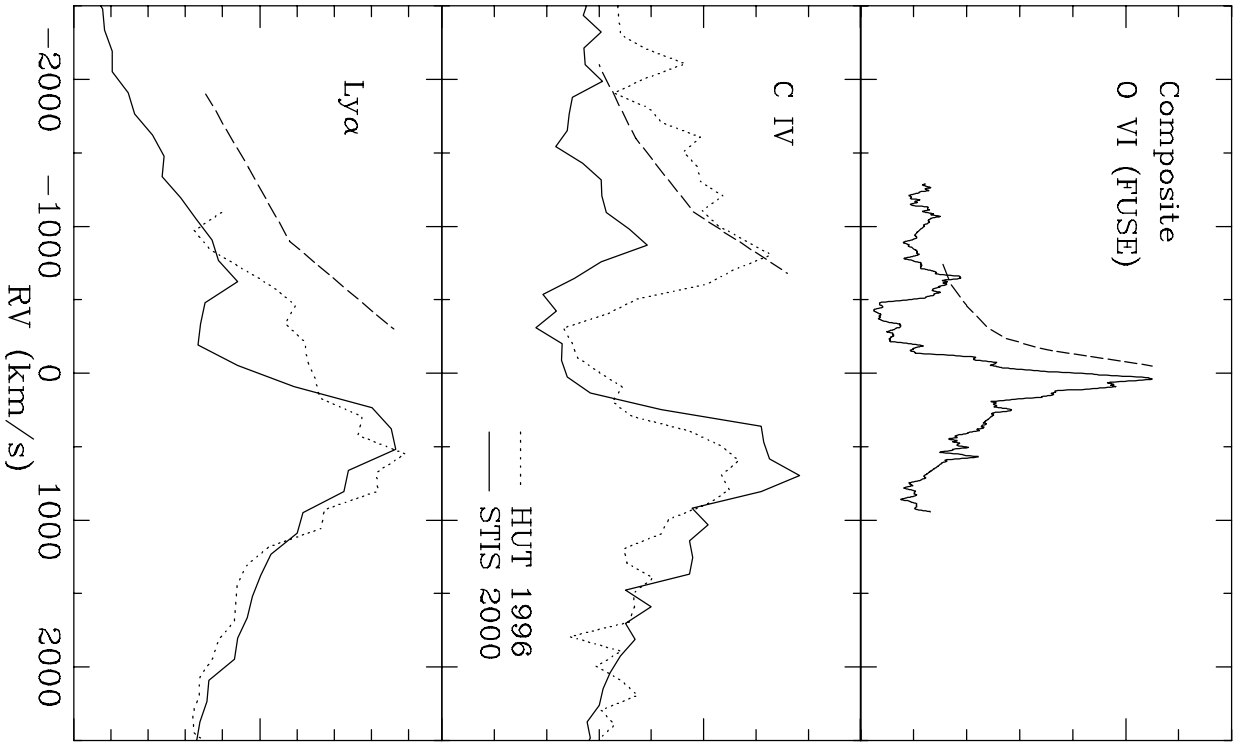 Composite
O VI (FUSE)
C IV
HUT 1996
STIS 2000
Lyα
−2000 −1000 0 1000 2000
RV (km/s)